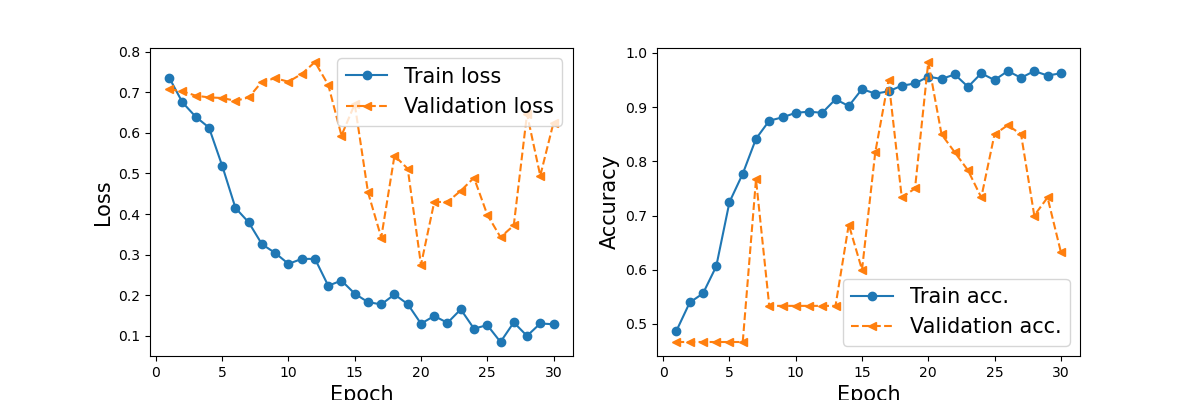 0.8
0.7
0.6
0.5
0.4
0.3
0.2
0.1
Loss
0 5 10 15 20 25 30
Epoch
Train loss
Validation loss
1.0
0.9
0.8
0.7
0.6
0.5
Accuracy
0 5 10 15 20 25 30
Epoch
Train acc.
Validation acc.